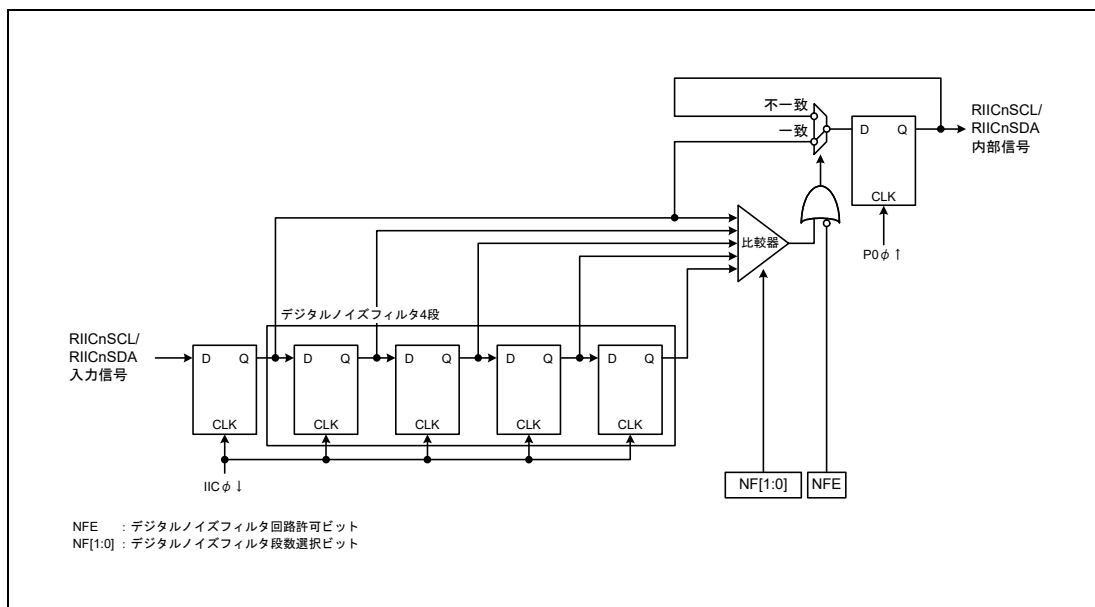 不一致
一致
RIICnSCL/
RIICnSDA
内部信号
D Q
CLK
P0φ↑
比較器
デジタルノイズフィルタ4段
RIICnSCL/
RIICnSDA
入力信号
D Q
D Q
D Q
D Q
D Q
CLK
CLK
CLK
CLK
CLK
IICφ↓
NF[1:0]
NFE
NFE :デジタルノイズフィルタ回路許可ビット
NF[1:0] :デジタルノイズフィルタ段数選択ビット